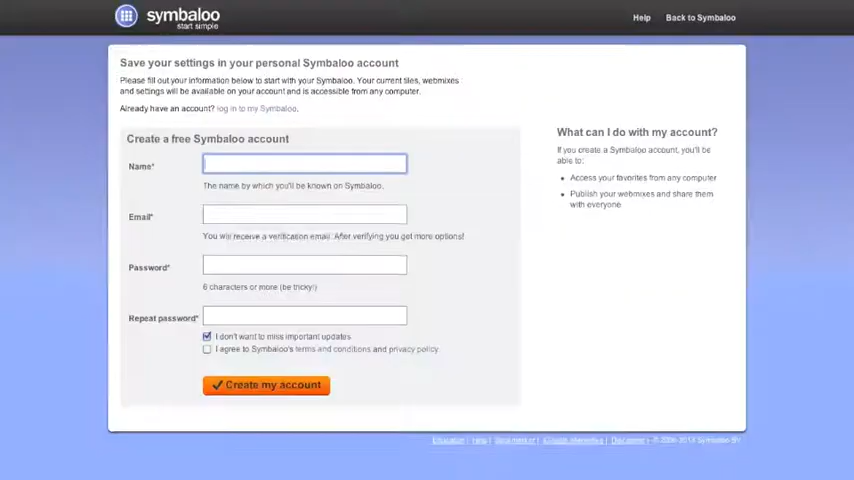 symbaloo
start simple
Help
Back to Symbaloo
Save your settings in your personal Symbaloo account
Please fill out your information below to start with your Symbaloo. Your current tiles, webmixes
and settings will be available on your account and is accessible from any computer.
Already have an account? log in to my Symbaloo.
Create a free Symbaloo account
Name*
The name by which you'll be known on Symbaloo.
Email*
You will receive a verification email. After verifying you get more options!
Password*
6 characters or more (be tricky!)
Repeat password*
I don't want to miss important updates
I agree to Symbaloo's terms and conditions and privacy policy.
Create my account
What can I do with my account?
If you create a Symbaloo account, you'll be
able to:
Access your favorites from any computer
Publish your webmixes and share them
with everyone
Education | Help | | | Disclaimer | © Symbaloo BV